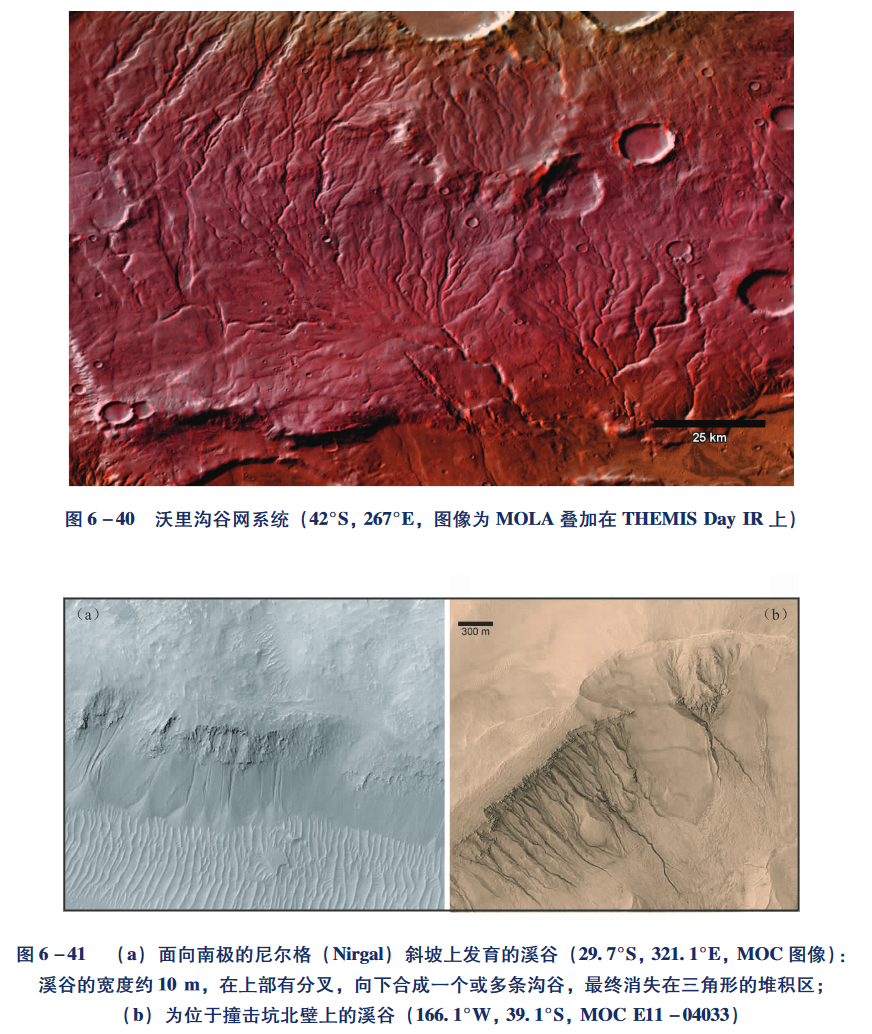 25 km
图 6-40 沃里沟谷网系统（42°S，267°E，图像为 MOLA 叠加在 THEMIS Day IR 上）
（a）
（b）
300 m
图 6-41 （a）面向南极的尼尔格（Nirgal）斜坡上发育的溪谷（29.7°S，321.1°E，MOC 图像）：
溪谷的宽度约 10 m，在上部有分叉，向下合成一个或多条沟谷，最终消失在三角形的堆积区；
（b）为位于撞击坑北壁上的溪谷（166.1°W，39.1°S，MOC E11-04033）